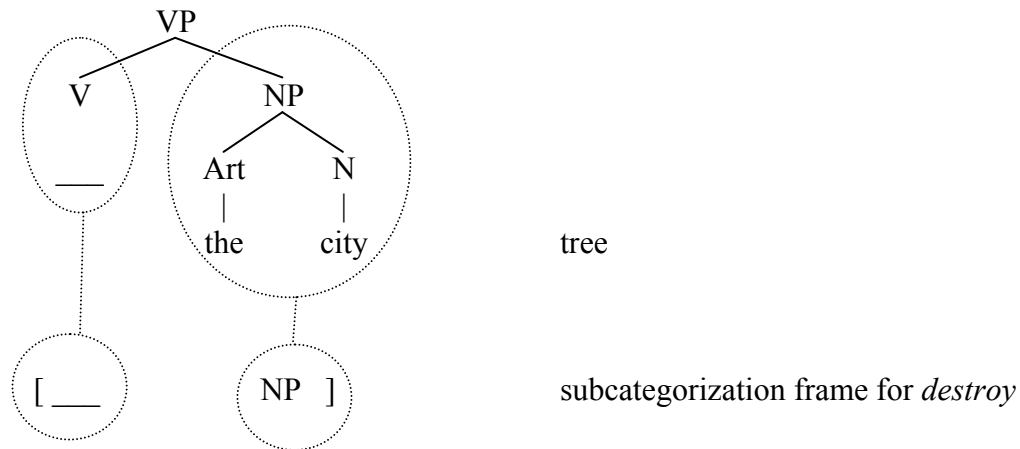 VP
V NP
Art N
___
| |
the city tree
[ ___ NP ] subcategorization frame for destroy